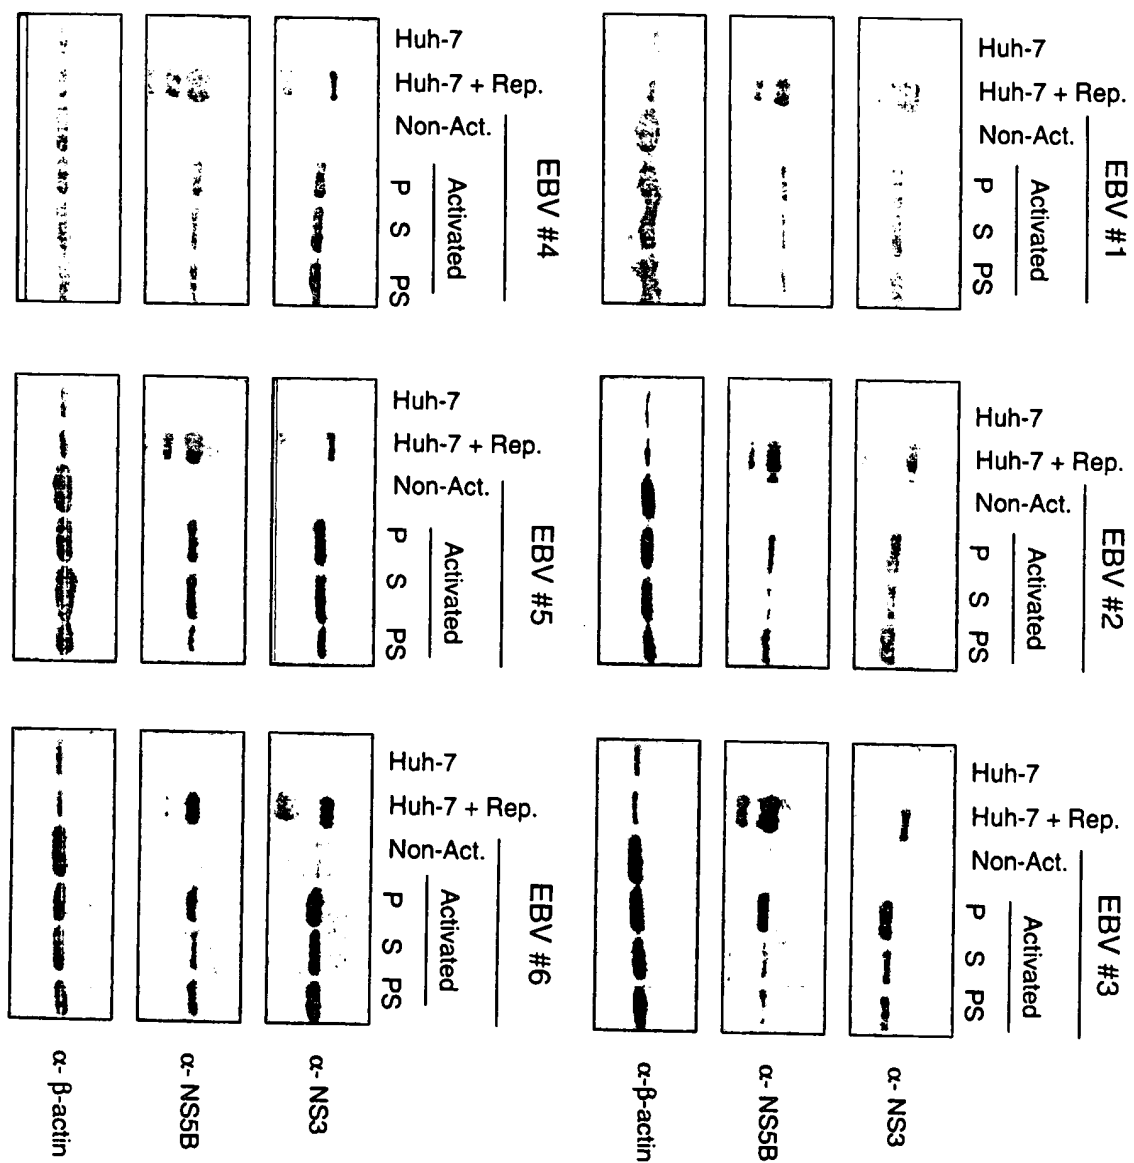 EBV #1
Activated
Huh-7
Huh-7 + Rep.
Non-Act.
P
S
PS
EBV #2
Activated
Huh-7
Huh-7 + Rep.
Non-Act.
P
S
PS
EBV #3
Activated
Huh-7
Huh-7 + Rep.
Non-Act.
P
S
PS
α- NS3
α- NS5B
α-β-actin
EBV #4
Activated
Huh-7
Huh-7 + Rep.
Non-Act.
P
S
PS
EBV #5
Activated
Huh-7
Huh-7 + Rep.
Non-Act.
P
S
PS
EBV #6
Activated
Huh-7
Huh-7 + Rep.
Non-Act.
P
S
PS
α- NS3
α- NS5B
α- β-actin